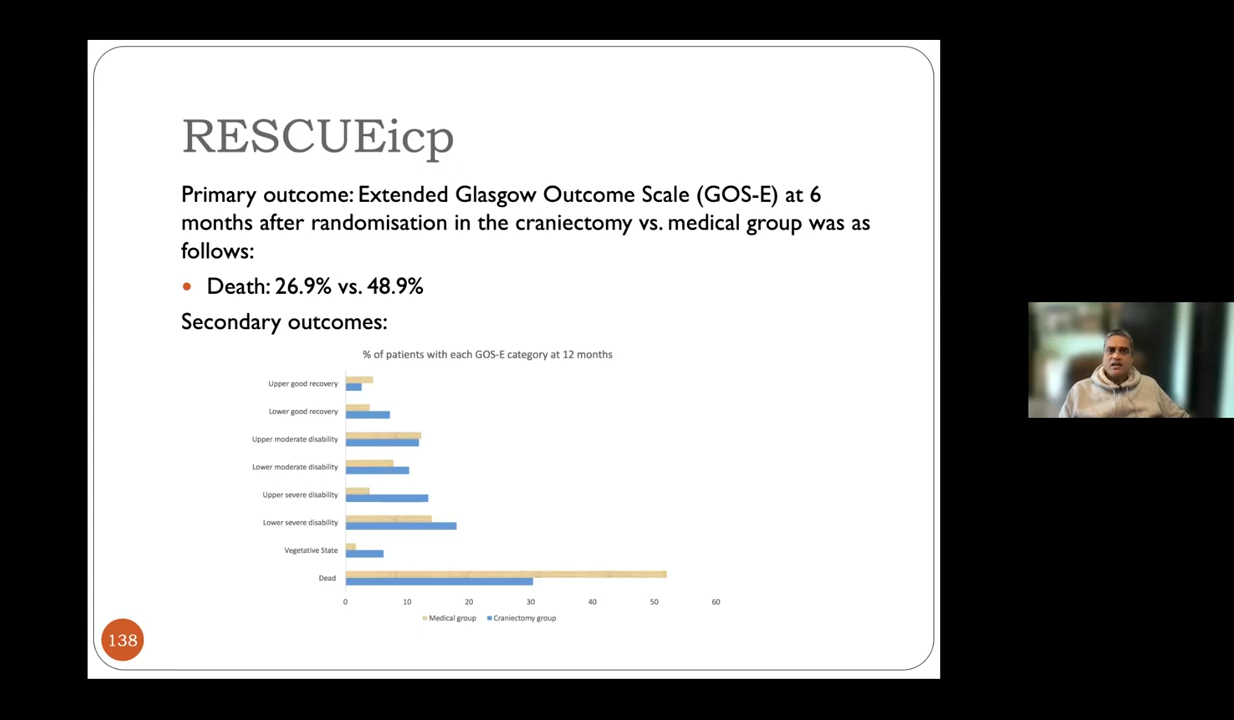 RESCUEicp
Primary outcome: Extended Glasgow Outcome Scale (GOS-E) at 6
months after randomisation in the craniectomy vs. medical group was as
follows:
• Death: 26.9% vs. 48.9%
Secondary outcomes:
% of patients with each GOS-E category at 12 months
Upper good recovery
Lower good recovery
Upper moderate disability
Lower moderate disability
Upper severe disability
Lower severe disability
Vegetative State
Dead
0 10 20 30 40 50 60
Medical group Craniectomy group
138